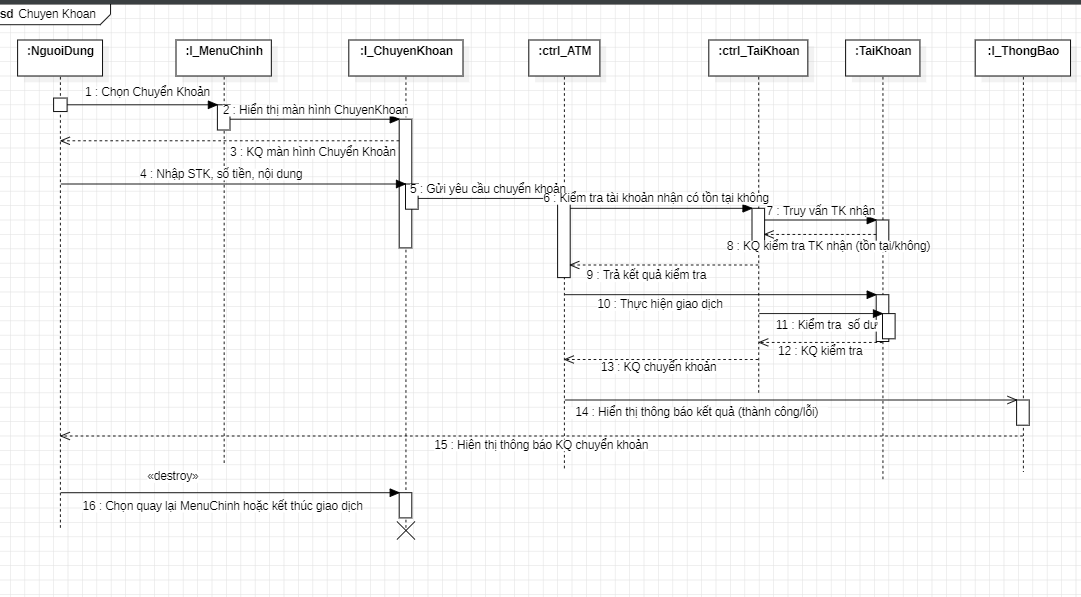 sd Chuyen Khoan
:NguoiDung
:I_MenuChinh
:I_ChuyenKhoan
:ctrl_ATM
:ctrl_TaiKhoan
:TaiKhoan
:I_ThongBao
1 : Chọn Chuyển Khoản
2 : Hiển thị màn hình ChuyenKhoan
3 : KQ màn hình Chuyển Khoản
4 : Nhập STK, số tiền, nội dung
5 : Gửi yêu cầu chuyển khoản
6 : Kiểm tra tài khoản nhận có tồn tại không
7 : Truy vấn TK nhận
8 : KQ kiểm tra TK nhận (tồn tại/không)
9 : Trả kết quả kiểm tra
10 : Thực hiện giao dịch
11 : Kiểm tra số dư
12 : KQ kiểm tra
13 : KQ chuyển khoản
14 : Hiển thị thông báo kết quả (thành công/lỗi)
15 : Hiên thị thông báo KQ chuyển khoản
«destroy»
16 : Chọn quay lại MenuChinh hoặc kết thúc giao dịch